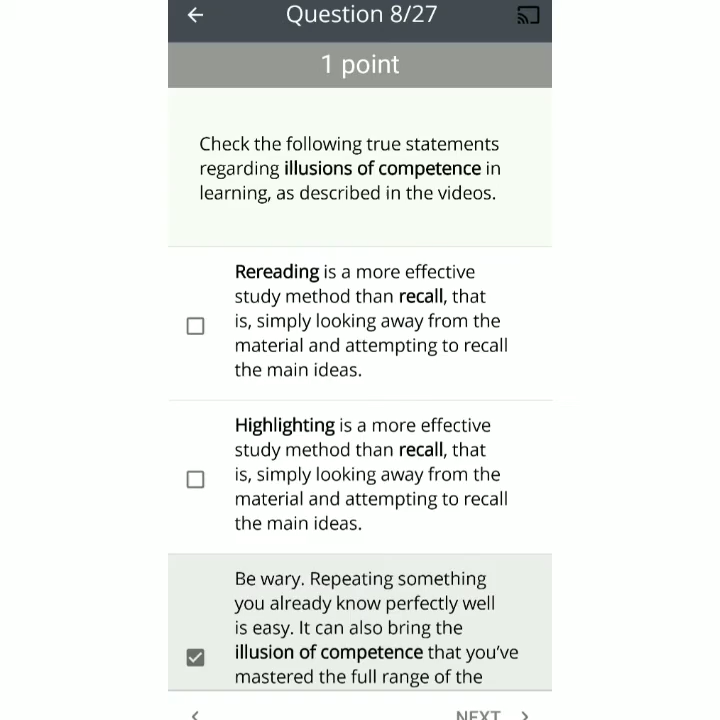 Question 8/27
1 point
Check the following true statements
regarding illusions of competence in
learning, as described in the videos.
Rereading is a more effective
study method than recall, that
is, simply looking away from the
material and attempting to recall
the main ideas.
Highlighting is a more effective
study method than recall, that
is, simply looking away from the
material and attempting to recall
the main ideas.
Be wary. Repeating something
you already know perfectly well
is easy. It can also bring the
illusion of competence that you've
mastered the full range of the
NEXT